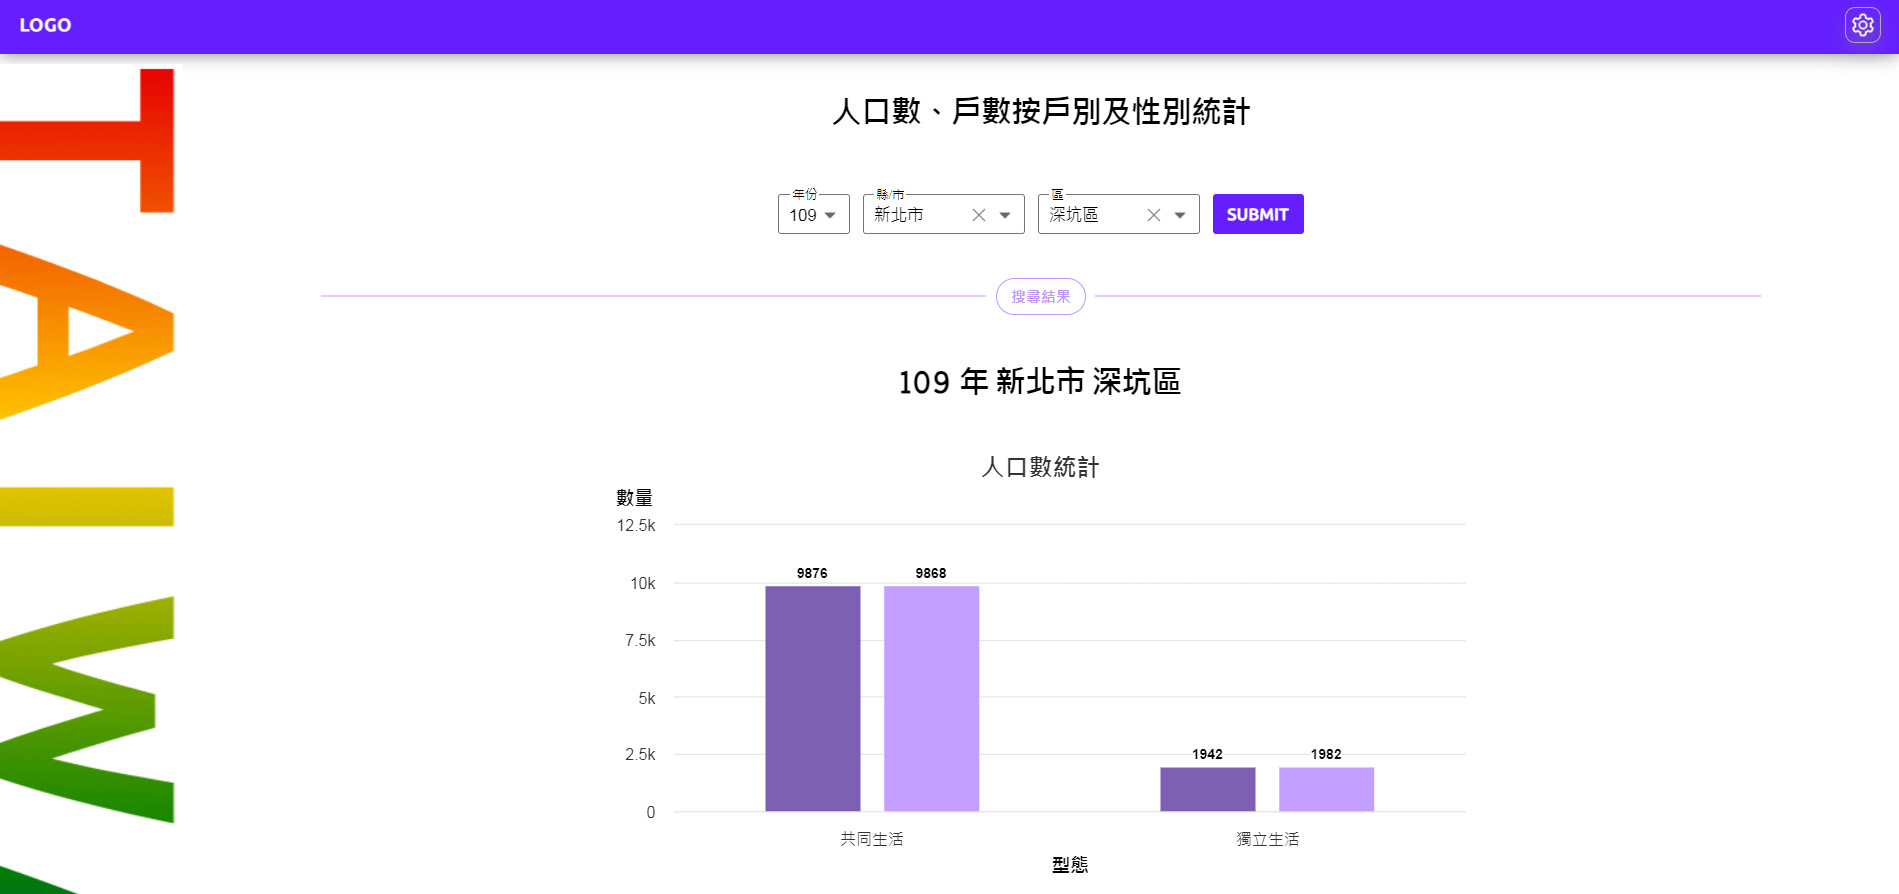 LOGO
TAIW
人口數、戶數按戶別及性別統計
年份 縣/市 區
109 新北市 深坑區 SUBMIT
搜尋結果
109 年 新北市 深坑區
人口數統計
數量
12.5k
10k
7.5k
5k
2.5k
0
9876 9868
1942 1982
共同生活 獨立生活
型態